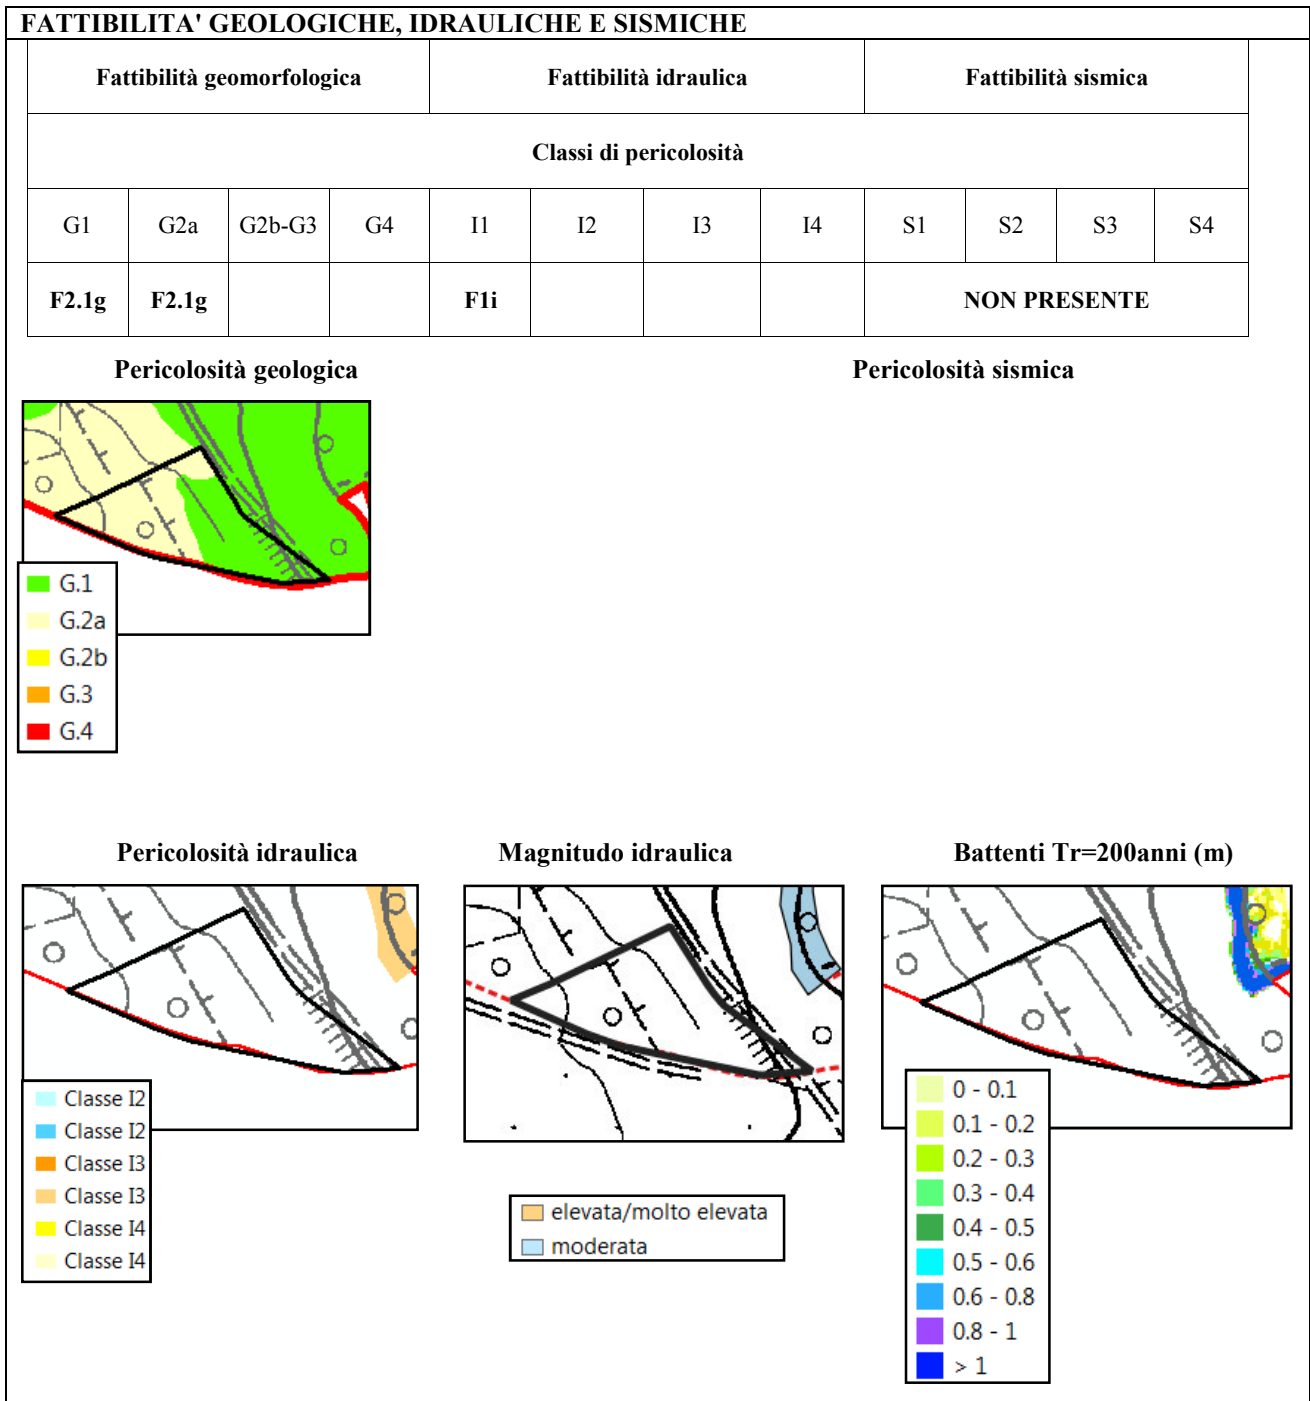 FATTIBILITA' GEOLOGICHE, IDRAULICHE E SISMICHE
Fattibilità geomorfologica Fattibilità idraulica Fattibilità sismica
Classi di pericolosità
G1 G2a G2b-G3 G4 I1 I2 I3 I4 S1 S2 S3 S4
F2.1g F2.1g F1i NON PRESENTE
Pericolosità geologica Pericolosità sismica
G.1
G.2a
G.2b
G.3
G.4
Pericolosità idraulica Magnitudo idraulica Battenti Tr=200anni (m)
Classe I2
Classe I2
Classe I3
Classe I3
Classe I4
Classe I4
elevata/molto elevata
moderata
0 - 0.1
0.1 - 0.2
0.2 - 0.3
0.3 - 0.4
0.4 - 0.5
0.5 - 0.6
0.6 - 0.8
0.8 - 1
> 1